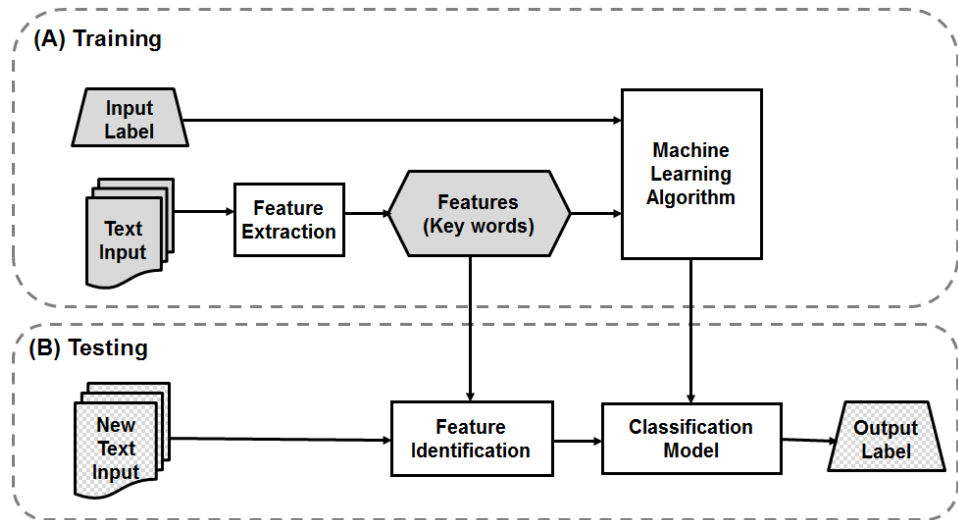 (A) Training
Input
Label
Machine
Learning
Algorithm
Text
Input
Feature
Extraction
Features
(Key words)
(B) Testing
New
Text
Input
Feature
Identification
Classification
Model
Output
Label